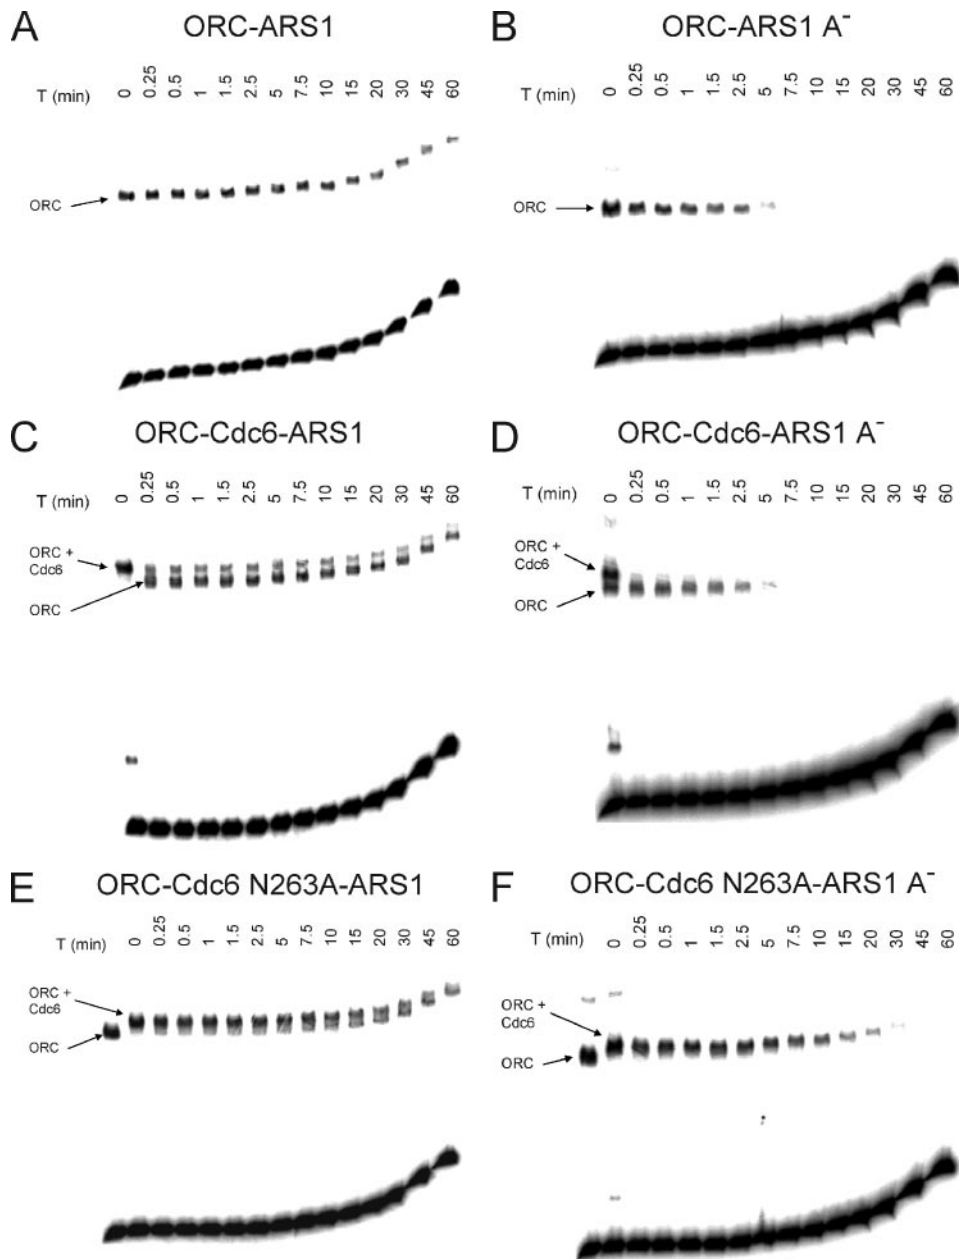 A ORC-ARS1
T (min) 0 0.25 0.5 1 1.5 2.5 5 7.5 10 15 20 30 45 60
ORC
B ORC-ARS1 A⁻
T (min) 0 0.25 0.5 1 1.5 2.5 5 7.5 10 15 20 30 45 60
ORC
C ORC-Cdc6-ARS1
T (min) 0 0.25 0.5 1 1.5 2.5 5 7.5 10 15 20 30 45 60
ORC +
Cdc6
ORC
D ORC-Cdc6-ARS1 A⁻
T (min) 0 0.25 0.5 1 1.5 2.5 5 7.5 10 15 20 30 45 60
ORC +
Cdc6
ORC
E ORC-Cdc6 N263A-ARS1
T (min) 0 0.25 0.5 1 1.5 2.5 5 7.5 10 15 20 30 45 60
ORC +
Cdc6
ORC
F ORC-Cdc6 N263A-ARS1 A⁻
T (min) 0 0.25 0.5 1 1.5 2.5 5 7.5 10 15 20 30 45 60
ORC +
Cdc6
ORC